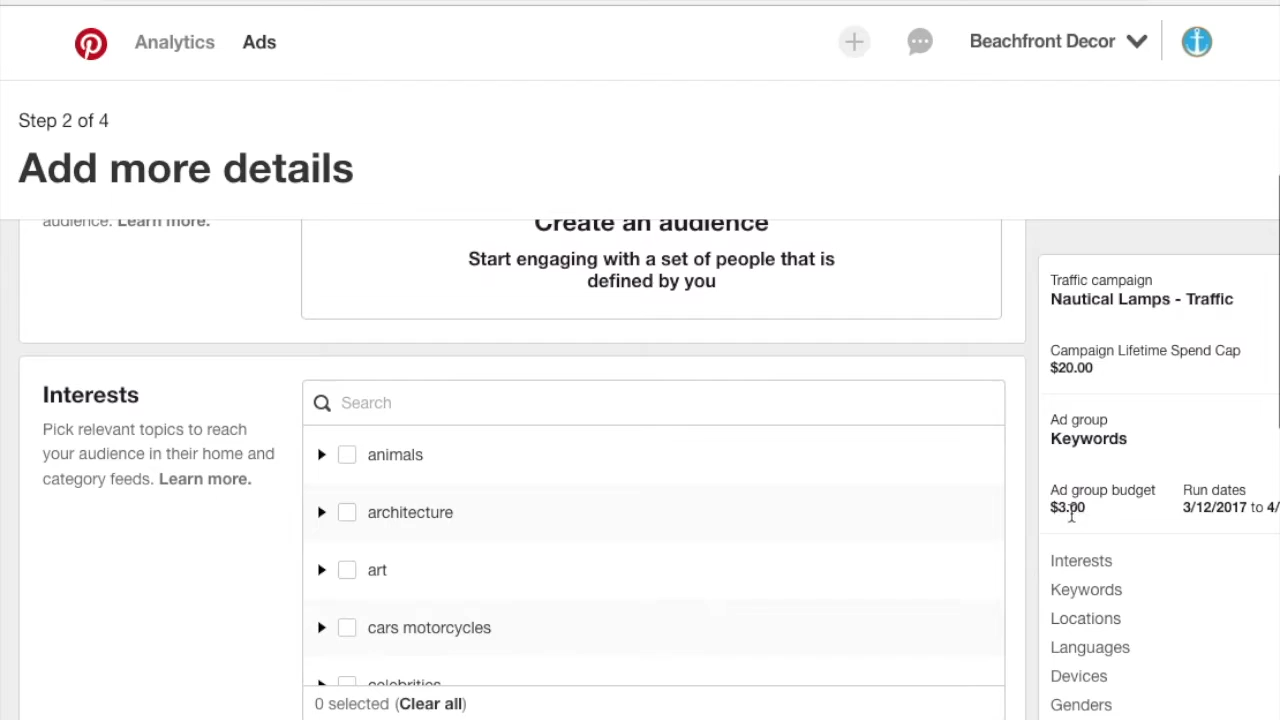 Analytics Ads Beachfront Decor
Step 2 of 4
Add more details
audience. Learn more.
Create an audience
Start engaging with a set of people that is
defined by you
Interests
Pick relevant topics to reach
your audience in their home and
category feeds. Learn more.
Search
animals
architecture
art
cars motorcycles
celebrities
0 selected (Clear all)
Traffic campaign
Nautical Lamps - Traffic
Campaign Lifetime Spend Cap
$20.00
Ad group
Keywords
Ad group budget Run dates
$3.00 3/12/2017 to 4/
Interests
Keywords
Locations
Languages
Devices
Genders